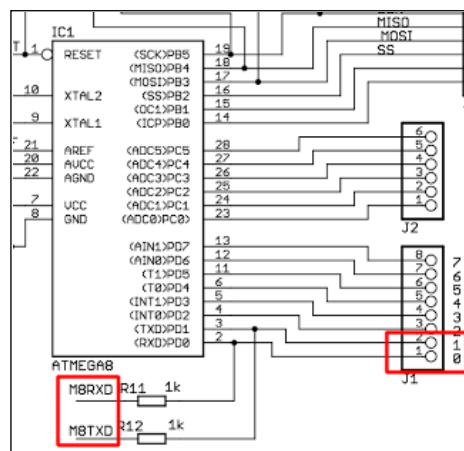 IC1
MISO
MOSI
SS
1 RESET (SCK)PB5 19
(MISO)PB4 18
(MOSI)PB3 17
10 XTAL2 (SS)PB2 16
(OC1)PB1 15
9 XTAL1 (ICP)PB0 14
21 AREF (ADC5)PC5 28
20 AVCC (ADC4)PC4 27
22 AGND (ADC3)PC3 26
(ADC2)PC2 25
7 VCC (ADC1)PC1 24
8 GND (ADC0)PC0 23
6
5
4
3
2
1
J2
(AIN1)PD7 13
(AIN0)PD6 12
(T1)PD5 11
(T0)PD4 6
(INT1)PD3 5
(INT0)PD2 4
(TXD)PD1 3
(RXD)PD0 2
8 7
7 6
6 5
5 4
4 3
3 2
2 1
1 0
J1
ATMEGA8
M8RXD R11 1k
M8TXD R12 1k